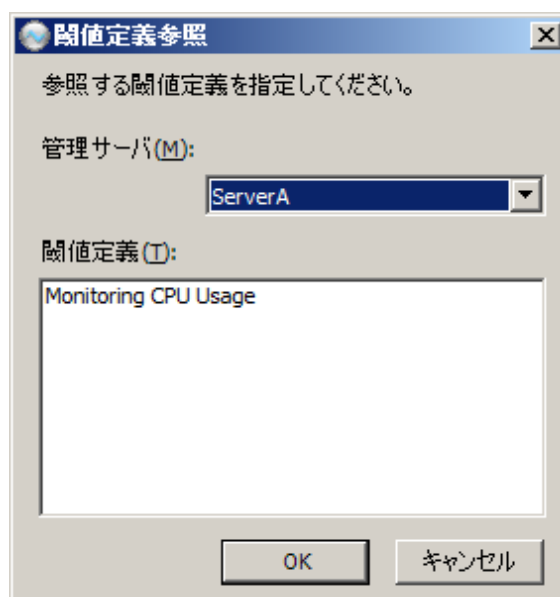 閾値定義参照
参照する閾値定義を指定してください。
管理サーバ(M):
ServerA
閾値定義(T):
Monitoring CPU Usage
OK キャンセル